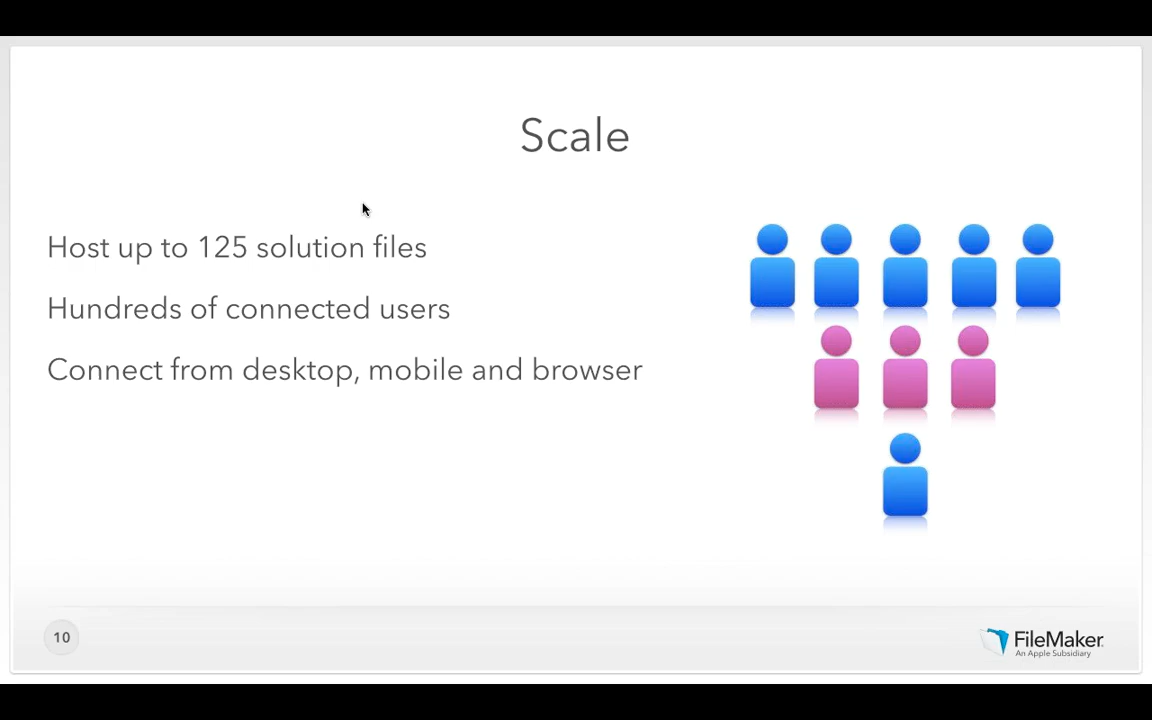 Scale
Host up to 125 solution files
Hundreds of connected users
Connect from desktop, mobile and browser
10
FileMaker
An Apple Subsidiary